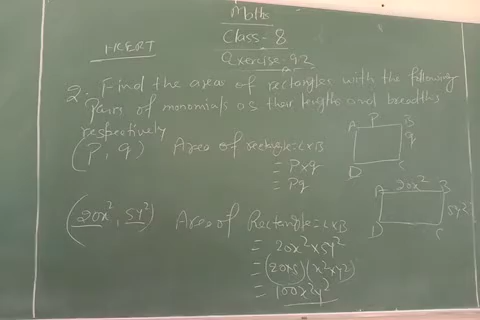 Maths
Class-8
Exercise-9.2
2. Find the areas of rectangles with the following
Pairs of monomials as their lengths and breadths
respectively
(P, q) Area of rectangle = L×B
= P×q
= Pq
A P B
q
D C
(20x², 5y²) Area of Rectangle = L×B
= 20x²×5y²
= (20×5)(x²×y²)
= 100x²y²
A 20x² B
5y²
D C